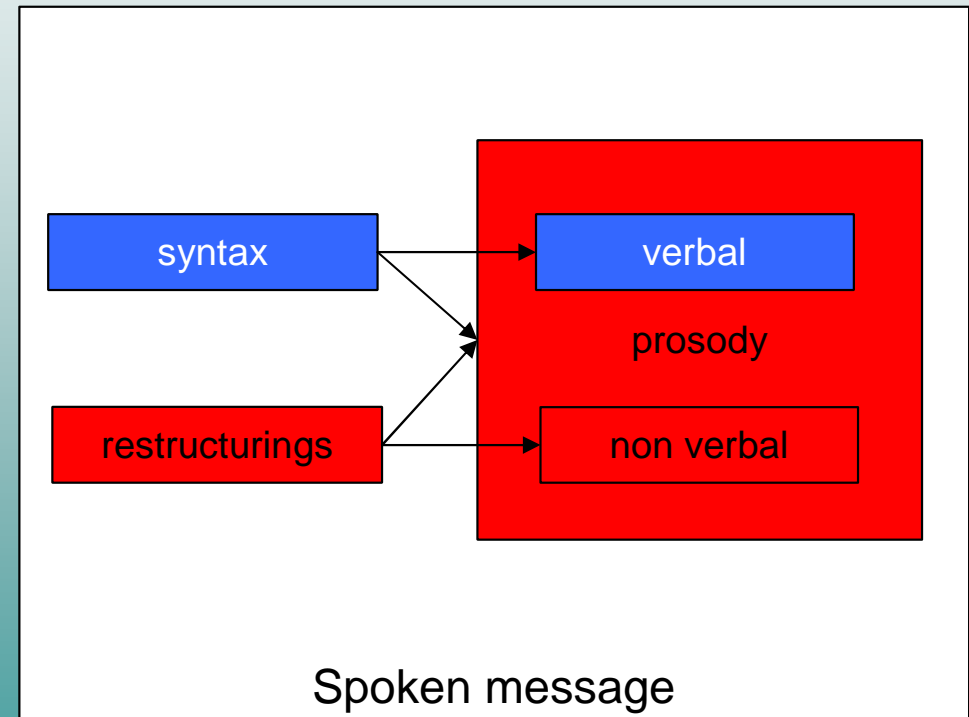 syntax
verbal
prosody
restructurings
non verbal
Spoken message